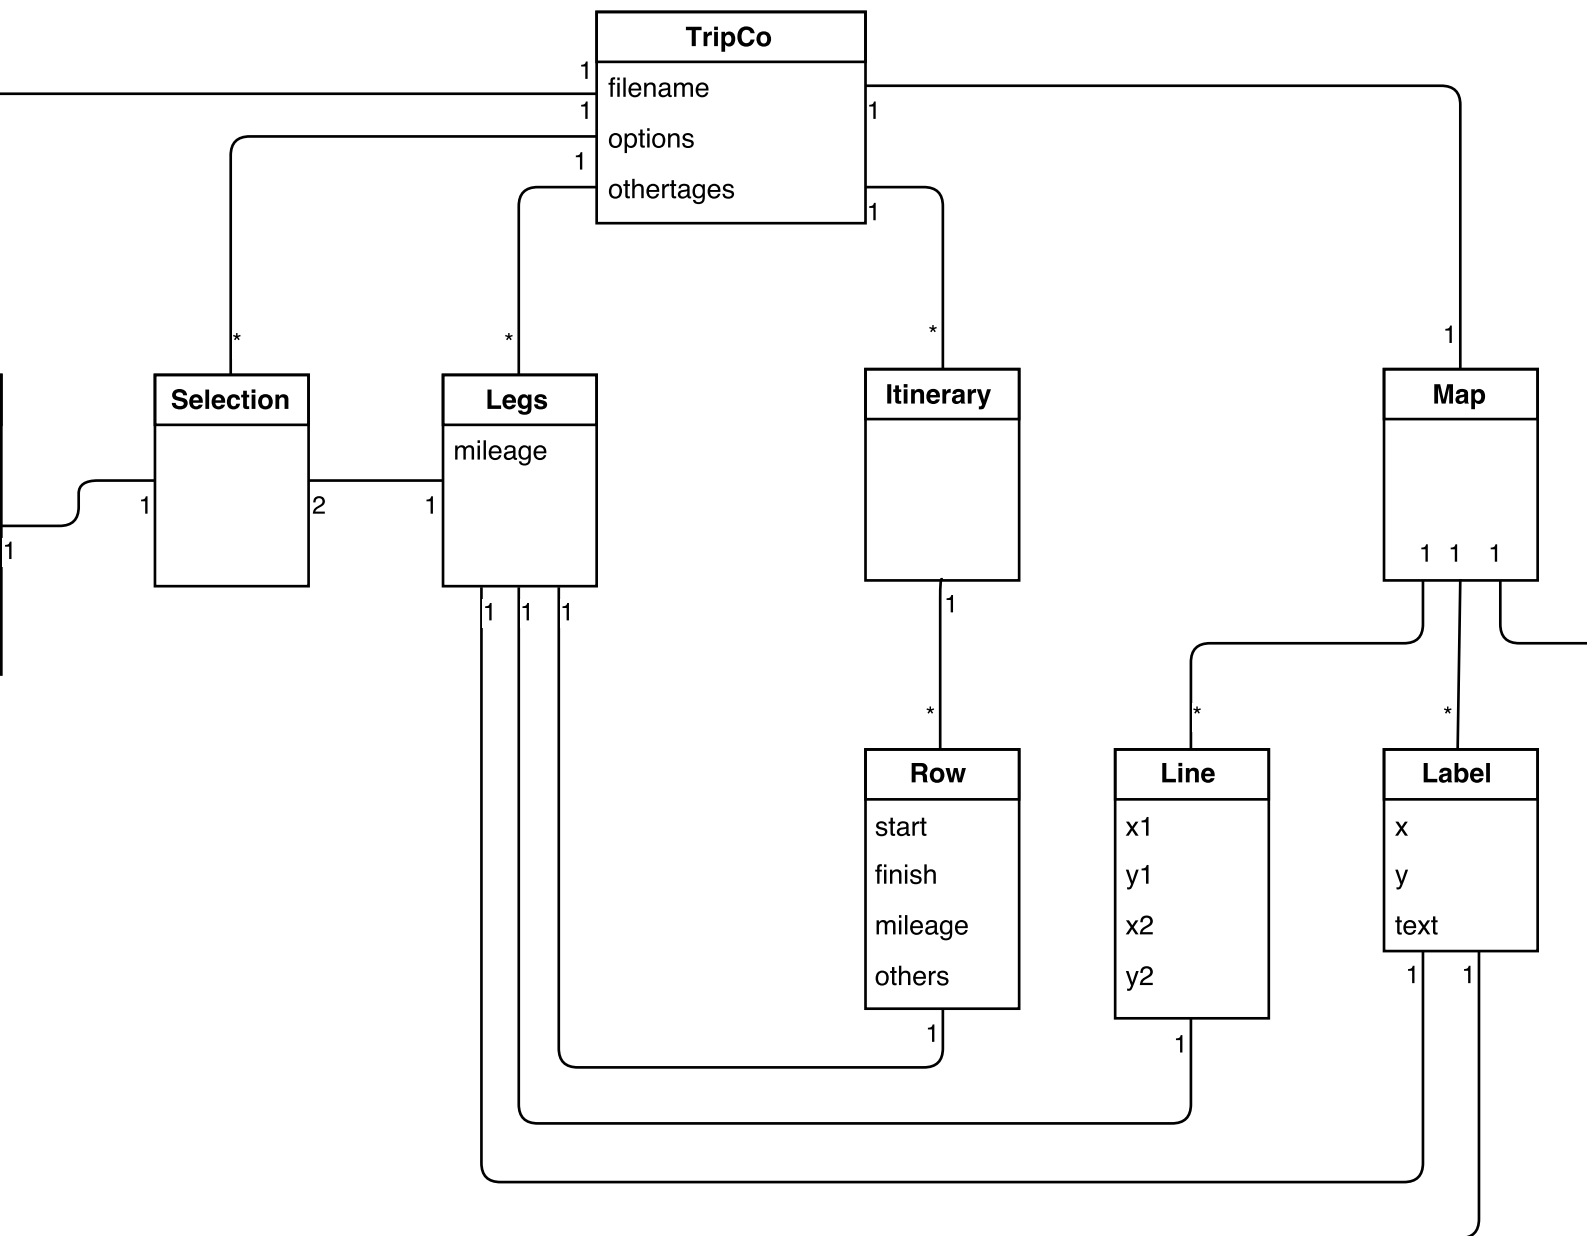 TripCo
1
filename
1
1
options
1
othertages
1
*
*
*
1
Selection
Legs
Itinerary
Map
mileage
1
2
1
1
1
1
1
1
1
1
1
*
*
*
Row
Line
Label
start
x1
x
finish
y1
y
mileage
x2
text
others
y2
1
1
1
1